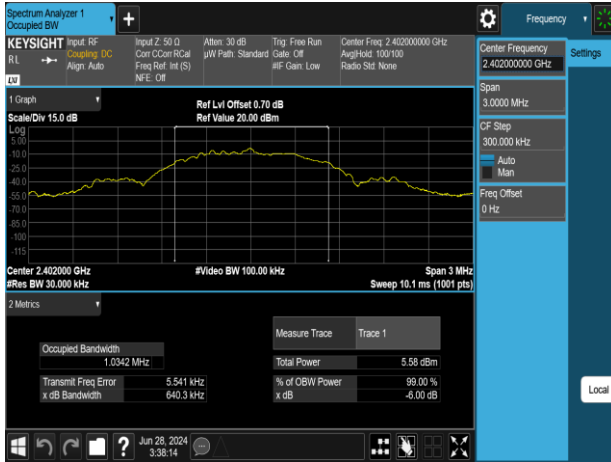 Spectrum Analyzer 1
Occupied BW
+
Frequency
KEYSIGHT
Input: RF
Coupling: DC
Align: Auto
Input Z: 50 Ω
Corr CCorr RCal
Freq Ref: Int (S)
NFE: Off
Atten: 30 dB
µW Path: Standard
Trig: Free Run
Gate: Off
#IF Gain: Low
Center Freq: 2.402000000 GHz
Avg|Hold: 100/100
Radio Std: None
RL
LXI
Center Frequency
2.402000000 GHz
Settings
Span
3.0000 MHz
CF Step
300.000 kHz
Auto
Man
Freq Offset
0 Hz
Local
1 Graph
Scale/Div 15.0 dB
Ref Lvl Offset 0.70 dB
Ref Value 20.00 dBm
Log
5.00
-10.0
-25.0
-40.0
-55.0
-70.0
-85.0
-100
-115
Center 2.402000 GHz
#Video BW 100.00 kHz
Span 3 MHz
#Res BW 30.000 kHz
Sweep 10.1 ms (1001 pts)
2 Metrics
Measure Trace
Trace 1
Occupied Bandwidth
1.0342 MHz
Total Power
5.58 dBm
Transmit Freq Error
5.541 kHz
% of OBW Power
99.00 %
x dB Bandwidth
640.3 kHz
x dB
-6.00 dB
?
Jun 28, 2024
3:38:14